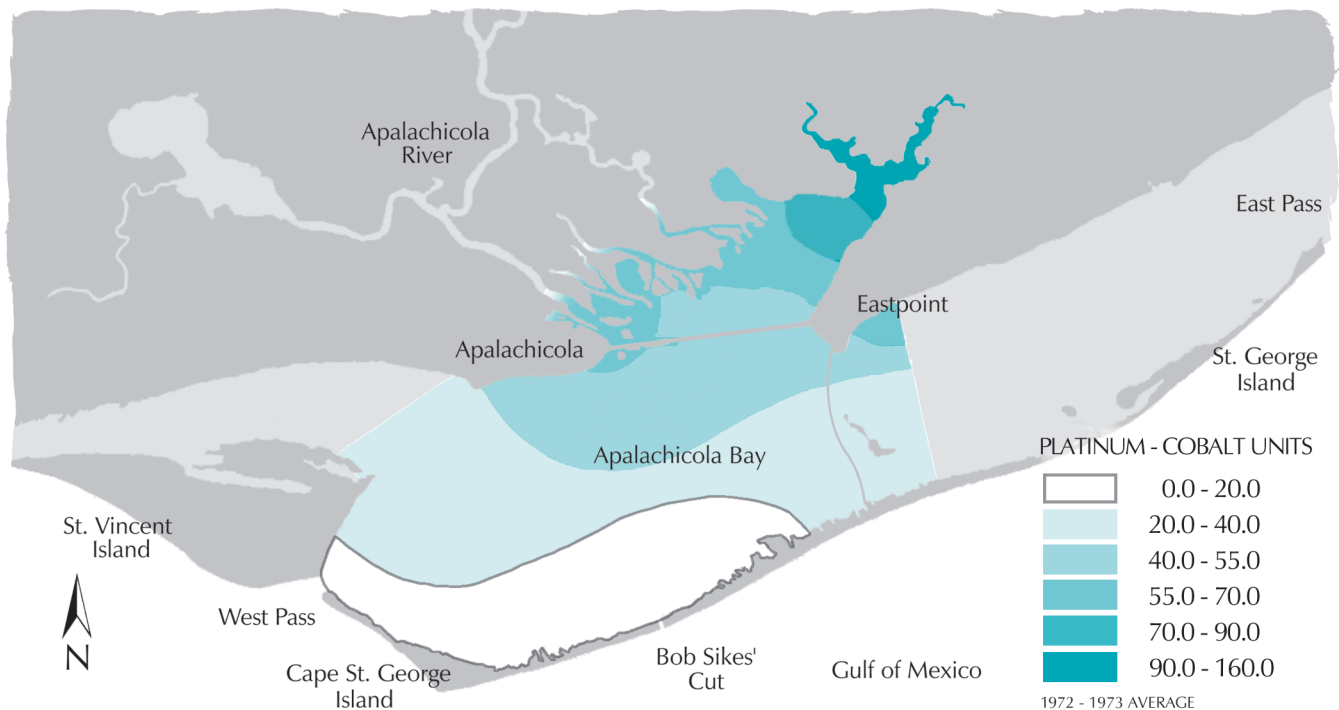 Apalachicola
River
East Pass
Eastpoint
Apalachicola
St. George
Island
Apalachicola Bay
PLATINUM - COBALT UNITS
0.0 - 20.0
20.0 - 40.0
40.0 - 55.0
55.0 - 70.0
70.0 - 90.0
90.0 - 160.0
1972 - 1973 AVERAGE
St. Vincent
Island
N
West Pass
Cape St. George
Island
Bob Sikes'
Cut
Gulf of Mexico